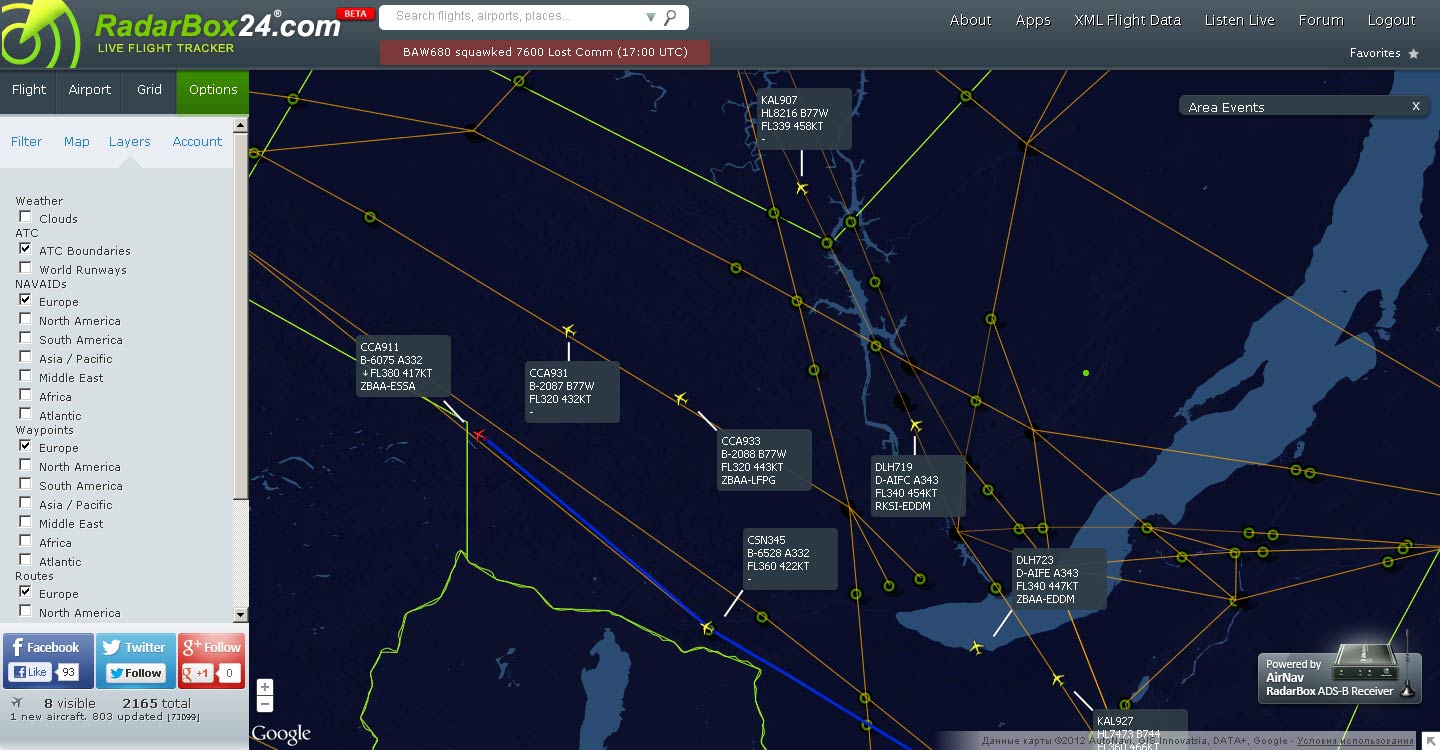 RadarBox24.com
®
BETA
LIVE FLIGHT TRACKER
Search flights, airports, places...
BAW680 squawked 7600 Lost Comm (17:00 UTC)
About Apps XML Flight Data Listen Live Forum Logout
Favorites
Flight Airport Grid Options
Filter Map Layers Account
Weather
Clouds
ATC
ATC Boundaries
World Runways
NAVAIDs
Europe
North America
South America
Asia / Pacific
Middle East
Africa
Atlantic
Waypoints
Europe
North America
South America
Asia / Pacific
Middle East
Africa
Atlantic
Routes
Europe
North America
Facebook
Like 93
Twitter
Follow
g+ Follow
g +1 0
8 visible 2165 total
1 new aircraft. 803 updated [73D99]
Area Events X
KAL907
HL8216 B77W
FL339 458KT
-
CCA911
B-6075 A332
↓FL380 417KT
ZBAA-ESSA
CCA931
B-2087 B77W
FL320 432KT
-
CCA933
B-2088 B77W
FL320 443KT
ZBAA-LFPG
DLH719
D-AIFC A343
FL340 454KT
RKSI-EDDM
CSN345
B-6528 A332
FL360 422KT
-
DLH723
D-AIFE A343
FL340 447KT
ZBAA-EDDM
KAL927
HL7473 B744
FL360 466KT
+
−
Google
Powered by
AirNav
RadarBox ADS-B Receiver
Данные карты ©2012 AutoNavi, GIS Innovatsia, DATA+, Google - Условия использования